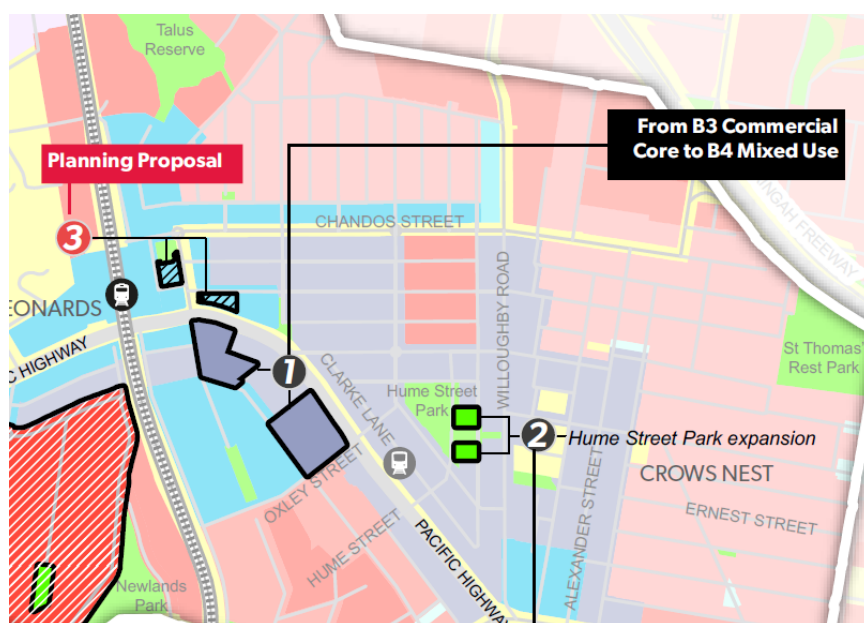 Talus
Reserve
From B3 Commercial
Core to B4 Mixed Use
Planning Proposal
3
CHANDOS STREET
INGAH FREEWAY
EONARDS
C HIGHWAY
WILLOUGHBY ROAD
St Thomas'
Rest Park
1
CLARKE LANE
Hume Street
Park
2
Hume Street Park expansion
CROWS NEST
OXLEY STREET
ALEXANDER STREET
ERNEST STREET
HUME STREET
PACIFIC HIGHWAY
Newlands
Park